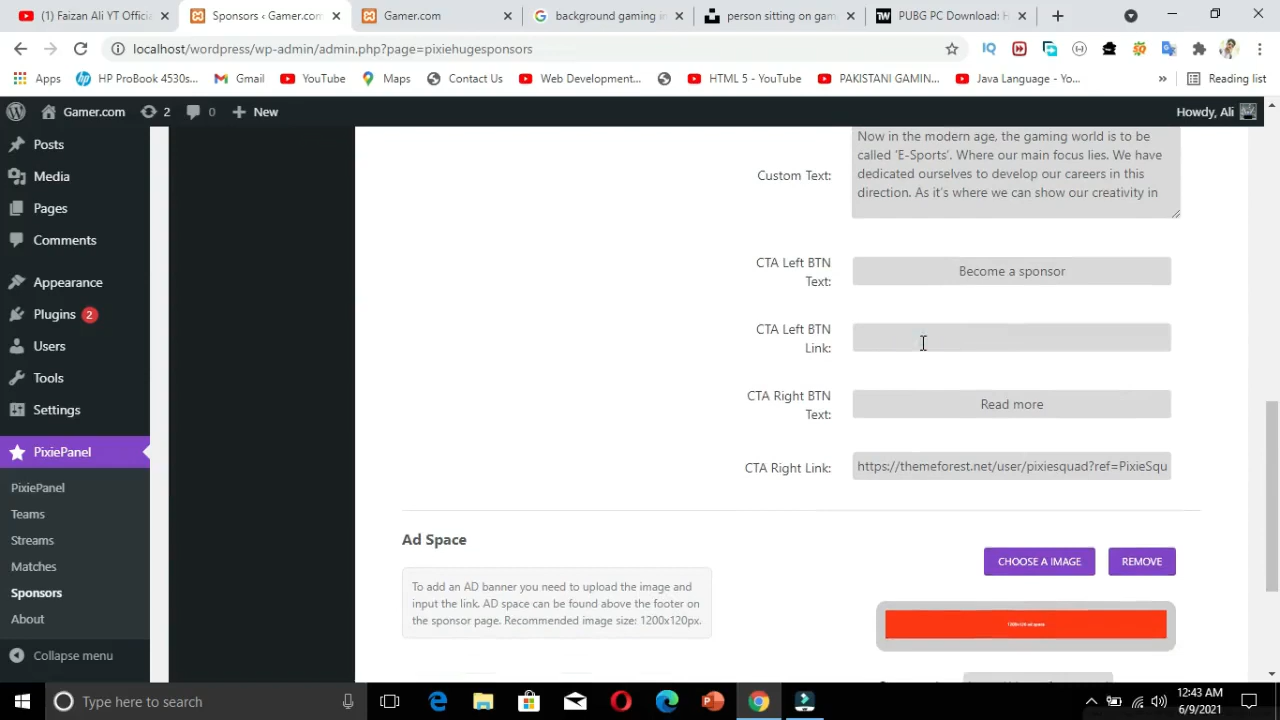 (1) Faizan Ali YT Offici
Sponsors ‹ Gamer.com
Gamer.com
background gaming i
person sitting on gam
PUBG PC Download: H
localhost/wordpress/wp-admin/admin.php?page=pixiehugesponsors
Apps
HP ProBook 4530s...
Gmail
YouTube
Maps
Contact Us
Web Development...
HTML 5 - YouTube
PAKISTANI GAMIN...
Java Language - Yo...
»
Reading list
Gamer.com
2
0
New
Howdy, Ali
Posts
Media
Pages
Comments
Appearance
Plugins 2
Users
Tools
Settings
PixiePanel
PixiePanel
Teams
Streams
Matches
Sponsors
About
Collapse menu
Custom Text:
Now in the modern age, the gaming world is to be
called 'E-Sports'. Where our main focus lies. We have
dedicated ourselves to develop our careers in this
direction. As it's where we can show our creativity in
CTA Left BTN
Text:
Become a sponsor
CTA Left BTN
Link:
CTA Right BTN
Text:
Read more
CTA Right Link:
https://themeforest.net/user/pixiesquad?ref=PixieSqu
Ad Space
To add an AD banner you need to upload the image and
input the link. AD space can be found above the footer on
the sponsor page. Recommended image size: 1200x120px.
CHOOSE A IMAGE
REMOVE
Type here to search
12:43 AM
6/9/2021